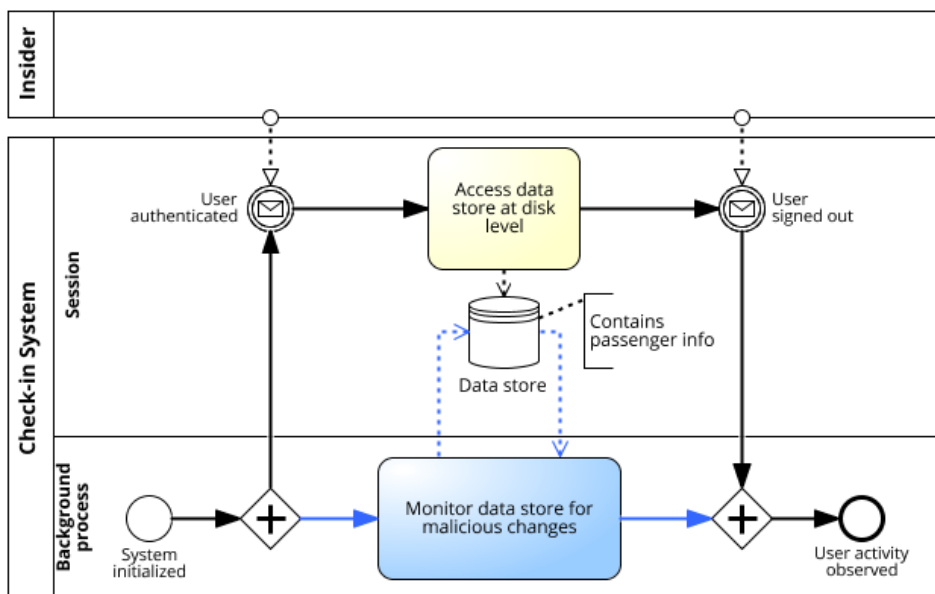 Insider
Check-in System
Session
User
authenticated
Access data
store at disk
level
User
signed out
Contains
passenger info
Data store
Background
process
System
initialized
Monitor data store for
malicious changes
User activity
observed